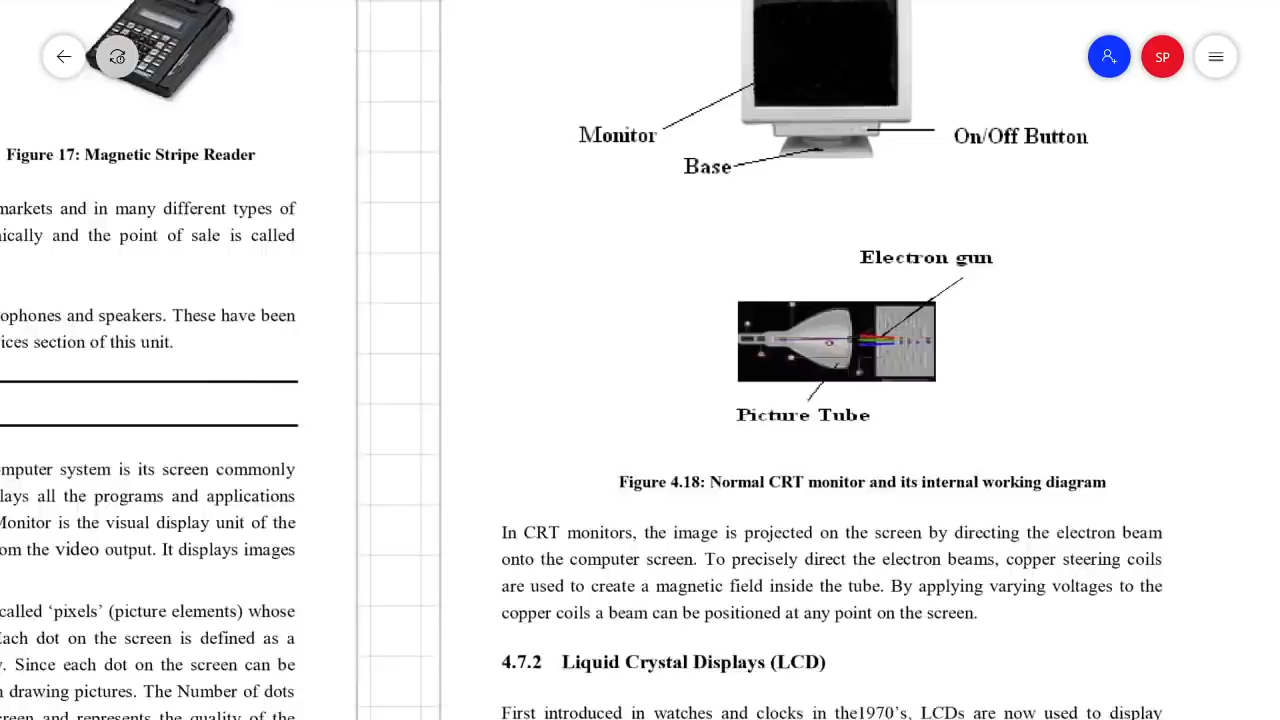 SP
Figure 17: Magnetic Stripe Reader
markets and in many different types of
and the point of sale is called
and speakers. These have been
section of this unit.
system is its screen commonly
all the programs and applications
Monitor is the visual display unit of the
the video output. It displays images
called ‘pixels’ (picture elements) whose
Each dot on the screen is defined as a
Since each dot on the screen can be
drawing pictures. The Number of dots
screen and represents the quality of the
Monitor
On/Off Button
Base
Electron gun
Picture Tube
Figure 4.18: Normal CRT monitor and its internal working diagram
In CRT monitors, the image is projected on the screen by directing the electron beam
onto the computer screen. To precisely direct the electron beams, copper steering coils
are used to create a magnetic field inside the tube. By applying varying voltages to the
copper coils a beam can be positioned at any point on the screen.
4.7.2 Liquid Crystal Displays (LCD)
First introduced in watches and clocks in the1970’s, LCDs are now used to display